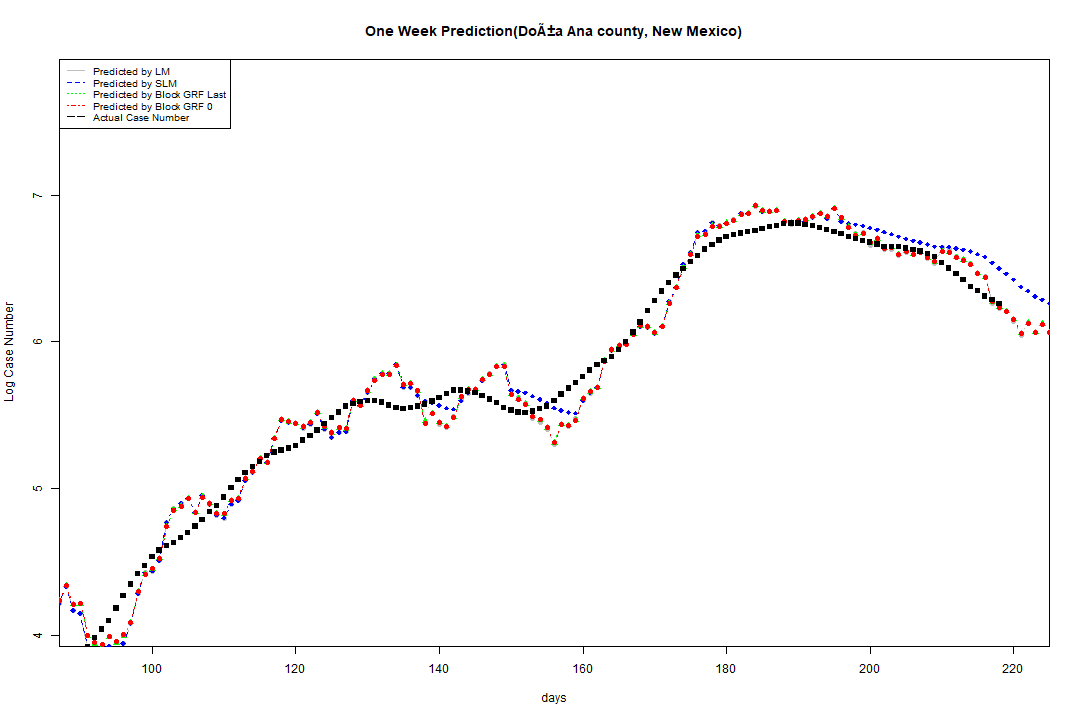 One Week Prediction(DoÃ±a Ana county, New Mexico)
Predicted by LM
Predicted by SLM
Predicted by Block GRF Last
Predicted by Block GRF 0
Actual Case Number
7
6
5
4
Log Case Number
100 120 140 160 180 200 220
days